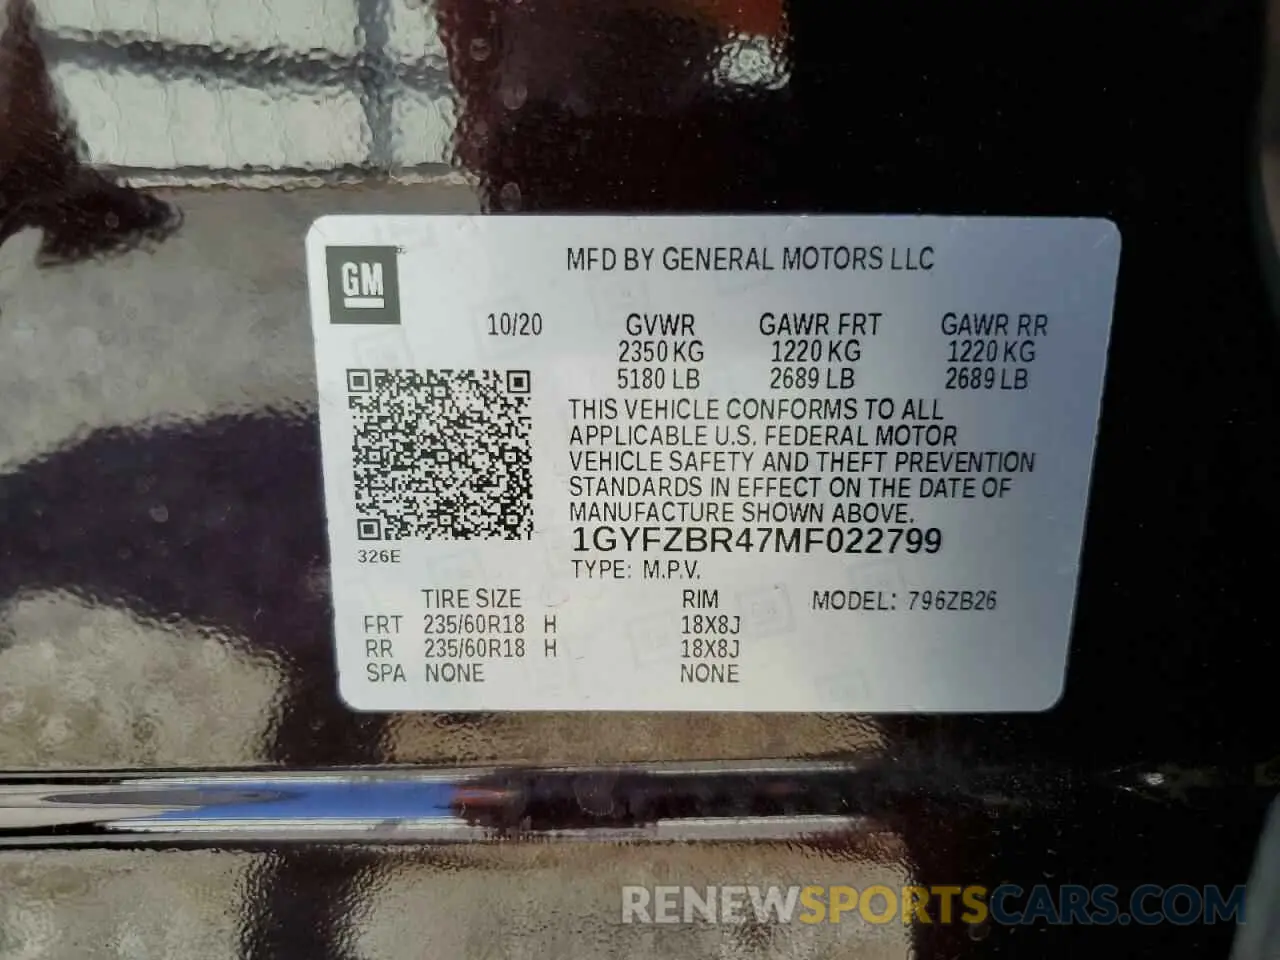 GM
MFD BY GENERAL MOTORS LLC
10/20 GVWR GAWR FRT GAWR RR
2350 KG 1220 KG 1220 KG
5180 LB 2689 LB 2689 LB
THIS VEHICLE CONFORMS TO ALL
APPLICABLE U.S. FEDERAL MOTOR
VEHICLE SAFETY AND THEFT PREVENTION
STANDARDS IN EFFECT ON THE DATE OF
MANUFACTURE SHOWN ABOVE.
1GYFZBR47MF022799
326E
TYPE: M.P.V.
TIRE SIZE RIM MODEL: 796ZB26
FRT 235/60R18 H 18X8J
RR 235/60R18 H 18X8J
SPA NONE NONE
RENEWSPORTSCARS.COM